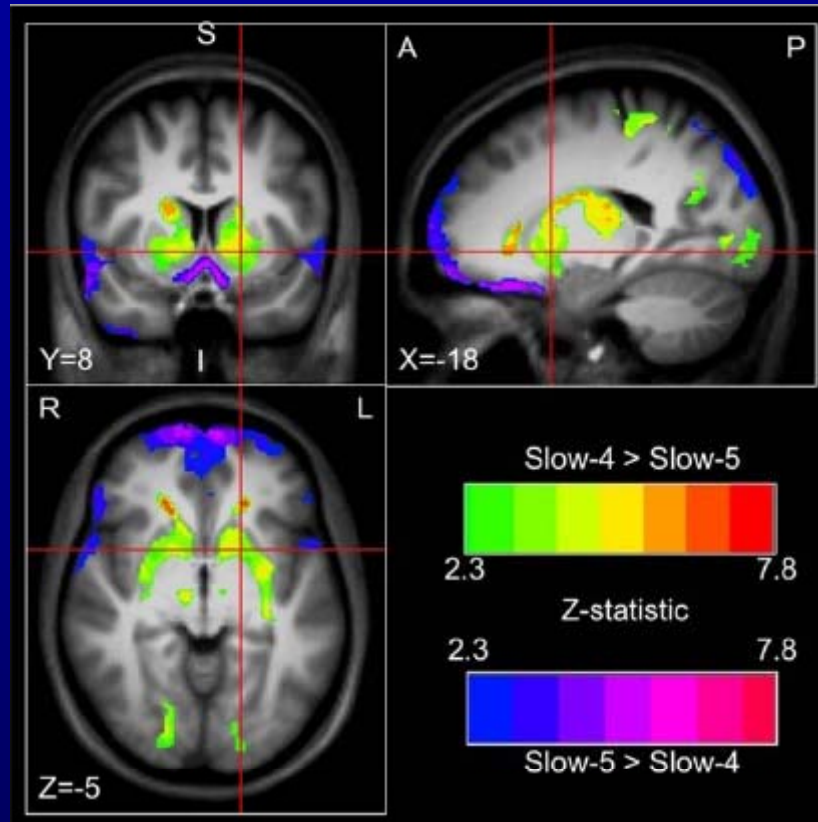 S
Y=8
I
A P
X=-18
R L
Z=-5
Slow-4 > Slow-5
2.3 7.8
Z-statistic
2.3 7.8
Slow-5 > Slow-4